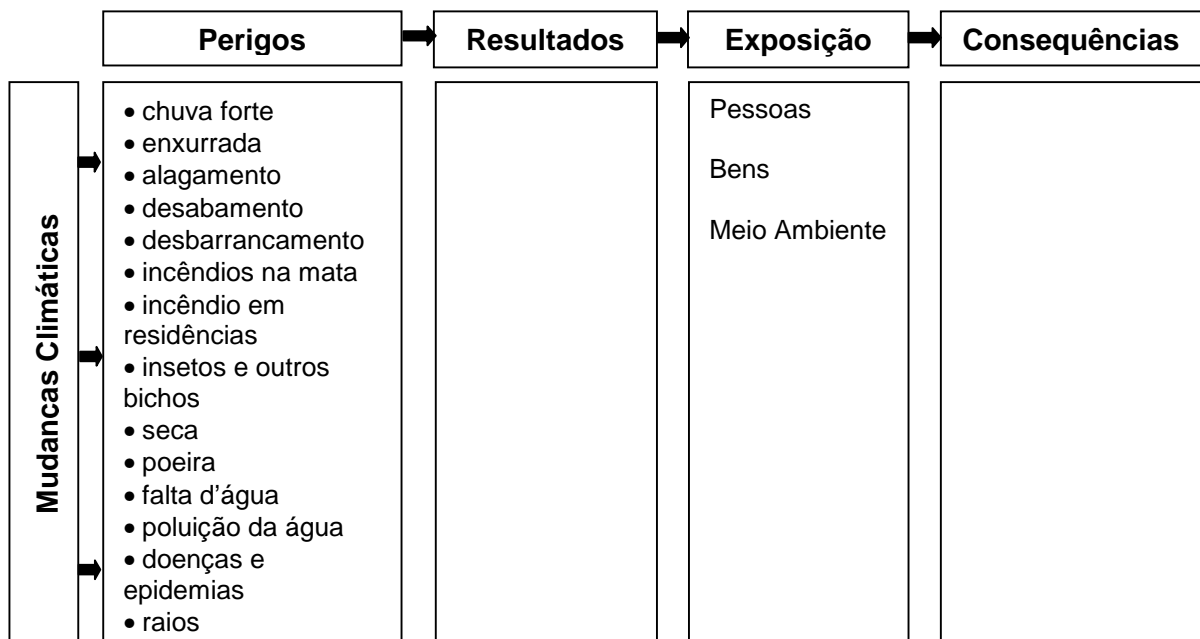 Perigos
Resultados
Exposição
Consequências
Mudancas Climáticas
• chuva forte
• enxurrada
• alagamento
• desabamento
• desbarrancamento
• incêndios na mata
• incêndio em
residências
• insetos e outros
bichos
• seca
• poeira
• falta d’água
• poluição da água
• doenças e
epidemias
• raios
Pessoas
Bens
Meio Ambiente